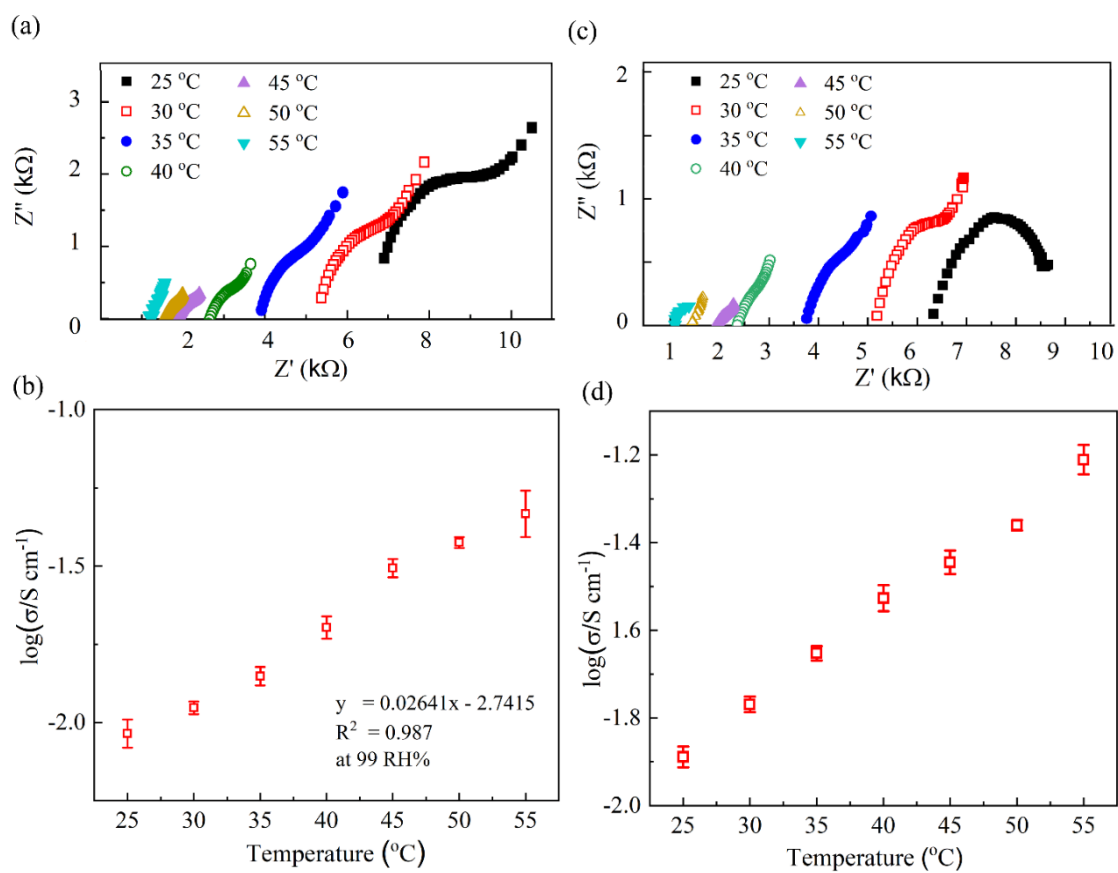 (a)
Z'' (kΩ)
3
2
1
0
25 °C
30 °C
35 °C
40 °C
45 °C
50 °C
55 °C
2 4 6 8 10
Z' (kΩ)
(c)
Z'' (kΩ)
2
1
0
25 °C
30 °C
35 °C
40 °C
45 °C
50 °C
55 °C
1 2 3 4 5 6 7 8 9 10
Z' (kΩ)
(b)
log(σ/S cm⁻¹)
-1.0
-1.5
-2.0
y = 0.02641x - 2.7415
R² = 0.987
at 99 RH%
25 30 35 40 45 50 55
Temperature (°C)
(d)
log(σ/S cm⁻¹)
-1.2
-1.4
-1.6
-1.8
-2.0
25 30 35 40 45 50 55
Temperature (°C)